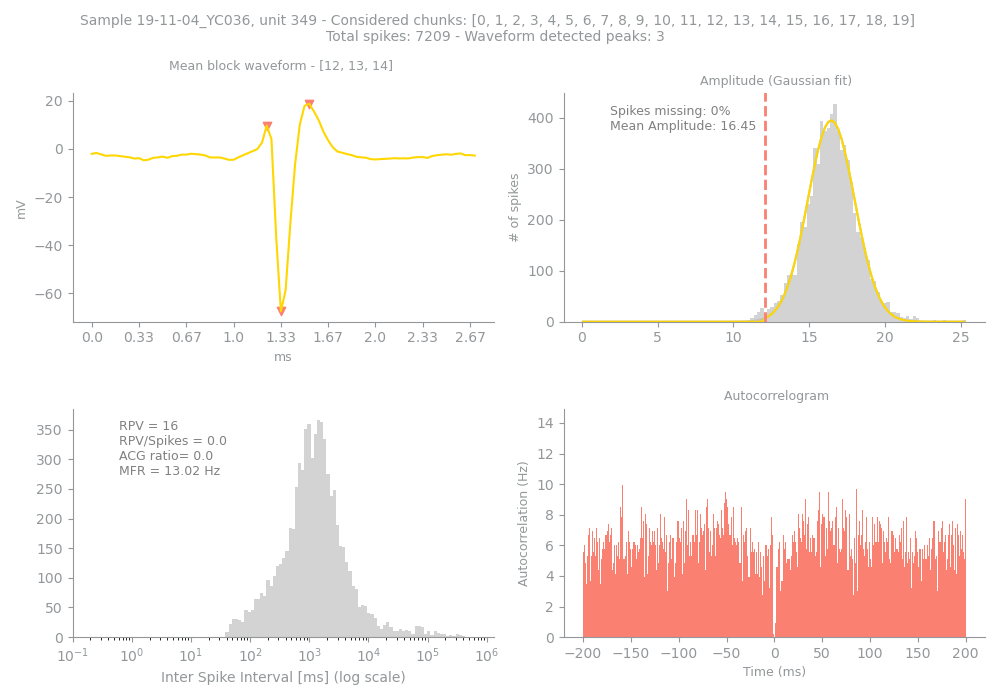 Sample 19-11-04_YC036, unit 349 - Considered chunks: [0, 1, 2, 3, 4, 5, 6, 7, 8, 9, 10, 11, 12, 13, 14, 15, 16, 17, 18, 19]
Total spikes: 7209 - Waveform detected peaks: 3
Mean block waveform - [12, 13, 14]
20
0
−20
−40
−60
mV
0.0 0.33 0.67 1.0 1.33 1.67 2.0 2.33 2.67
ms
Amplitude (Gaussian fit)
Spikes missing: 0%
Mean Amplitude: 16.45
400
300
200
100
0
# of spikes
0 5 10 15 20 25
RPV = 16
RPV/Spikes = 0.0
ACG ratio= 0.0
MFR = 13.02 Hz
350
300
250
200
150
100
50
0
10⁻¹ 10⁰ 10¹ 10² 10³ 10⁴ 10⁵ 10⁶
Inter Spike Interval [ms] (log scale)
Autocorrelogram
14
12
10
8
6
4
2
0
Autocorrelation (Hz)
−200 −150 −100 −50 0 50 100 150 200
Time (ms)